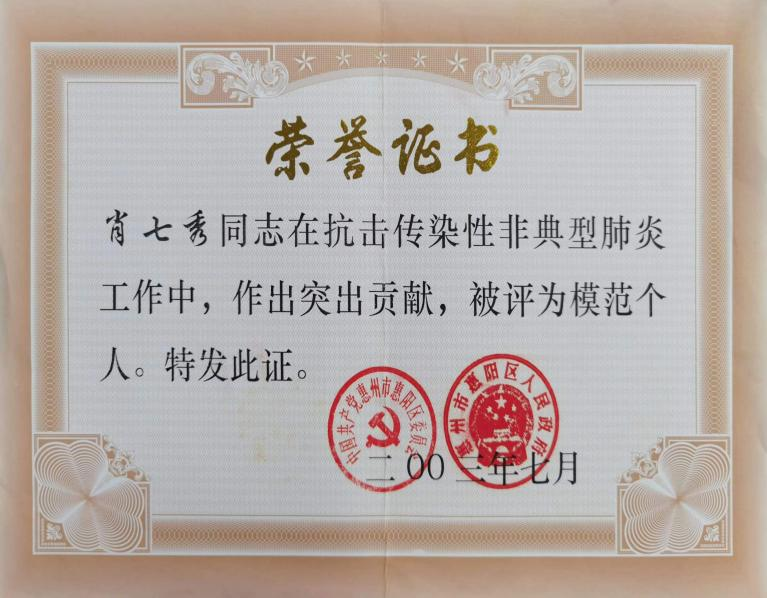 荣誉证书
肖七秀同志在抗击传染性非典型肺炎
工作中，作出突出贡献，被评为模范个
人。特发此证。
中国共产党惠州市惠阳区委员会
惠州市惠阳区人民政府
二00三年七月